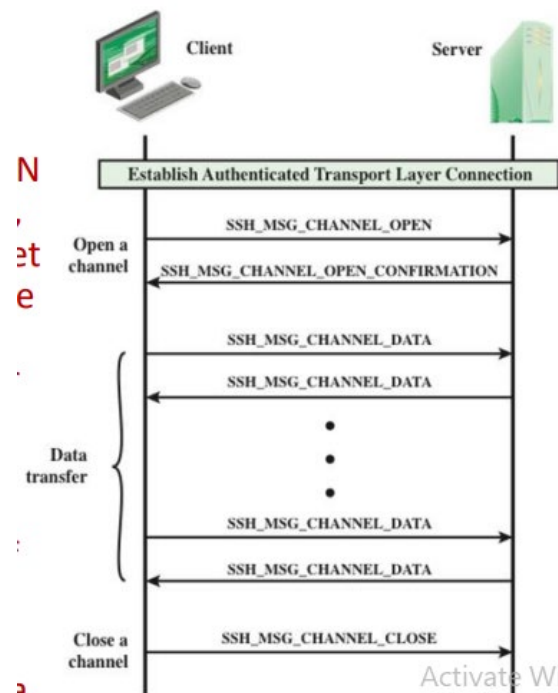 Client
Server
N
Establish Authenticated Transport Layer Connection
,
SSH_MSG_CHANNEL_OPEN
Open a
channel
et
SSH_MSG_CHANNEL_OPEN_CONFIRMATION
e
SSH_MSG_CHANNEL_DATA
SSH_MSG_CHANNEL_DATA
Data
transfer
SSH_MSG_CHANNEL_DATA
SSH_MSG_CHANNEL_DATA
Close a
channel
SSH_MSG_CHANNEL_CLOSE
Activate W